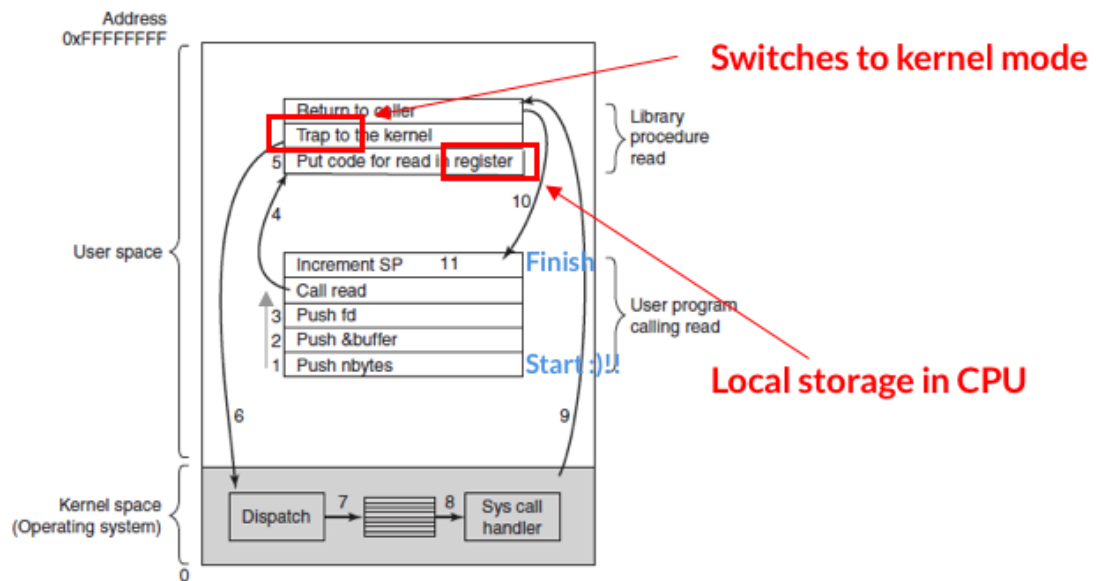 Address
0xFFFFFFFF
Switches to kernel mode
Return to caller
Trap to the kernel
5 Put code for read in register
Library
procedure
read
4
10
User space
Increment SP 11
Finish
Call read
3 Push fd
2 Push &buffer
1 Push nbytes
Start :)!!
User program
calling read
Local storage in CPU
6
9
Kernel space
(Operating system)
Dispatch
7
8
Sys call
handler
0